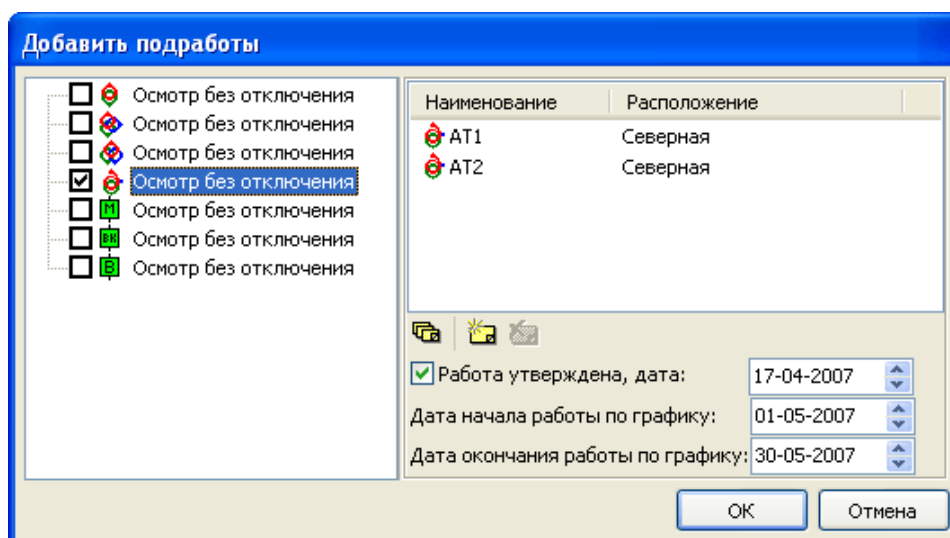 Добавить подработы
Осмотр без отключения
Осмотр без отключения
Осмотр без отключения
Осмотр без отключения
М Осмотр без отключения
ВК Осмотр без отключения
В Осмотр без отключения
Наименование Расположение
АТ1 Северная
АТ2 Северная
Работа утверждена, дата: 17-04-2007
Дата начала работы по графику: 01-05-2007
Дата окончания работы по графику: 30-05-2007
ОК Отмена